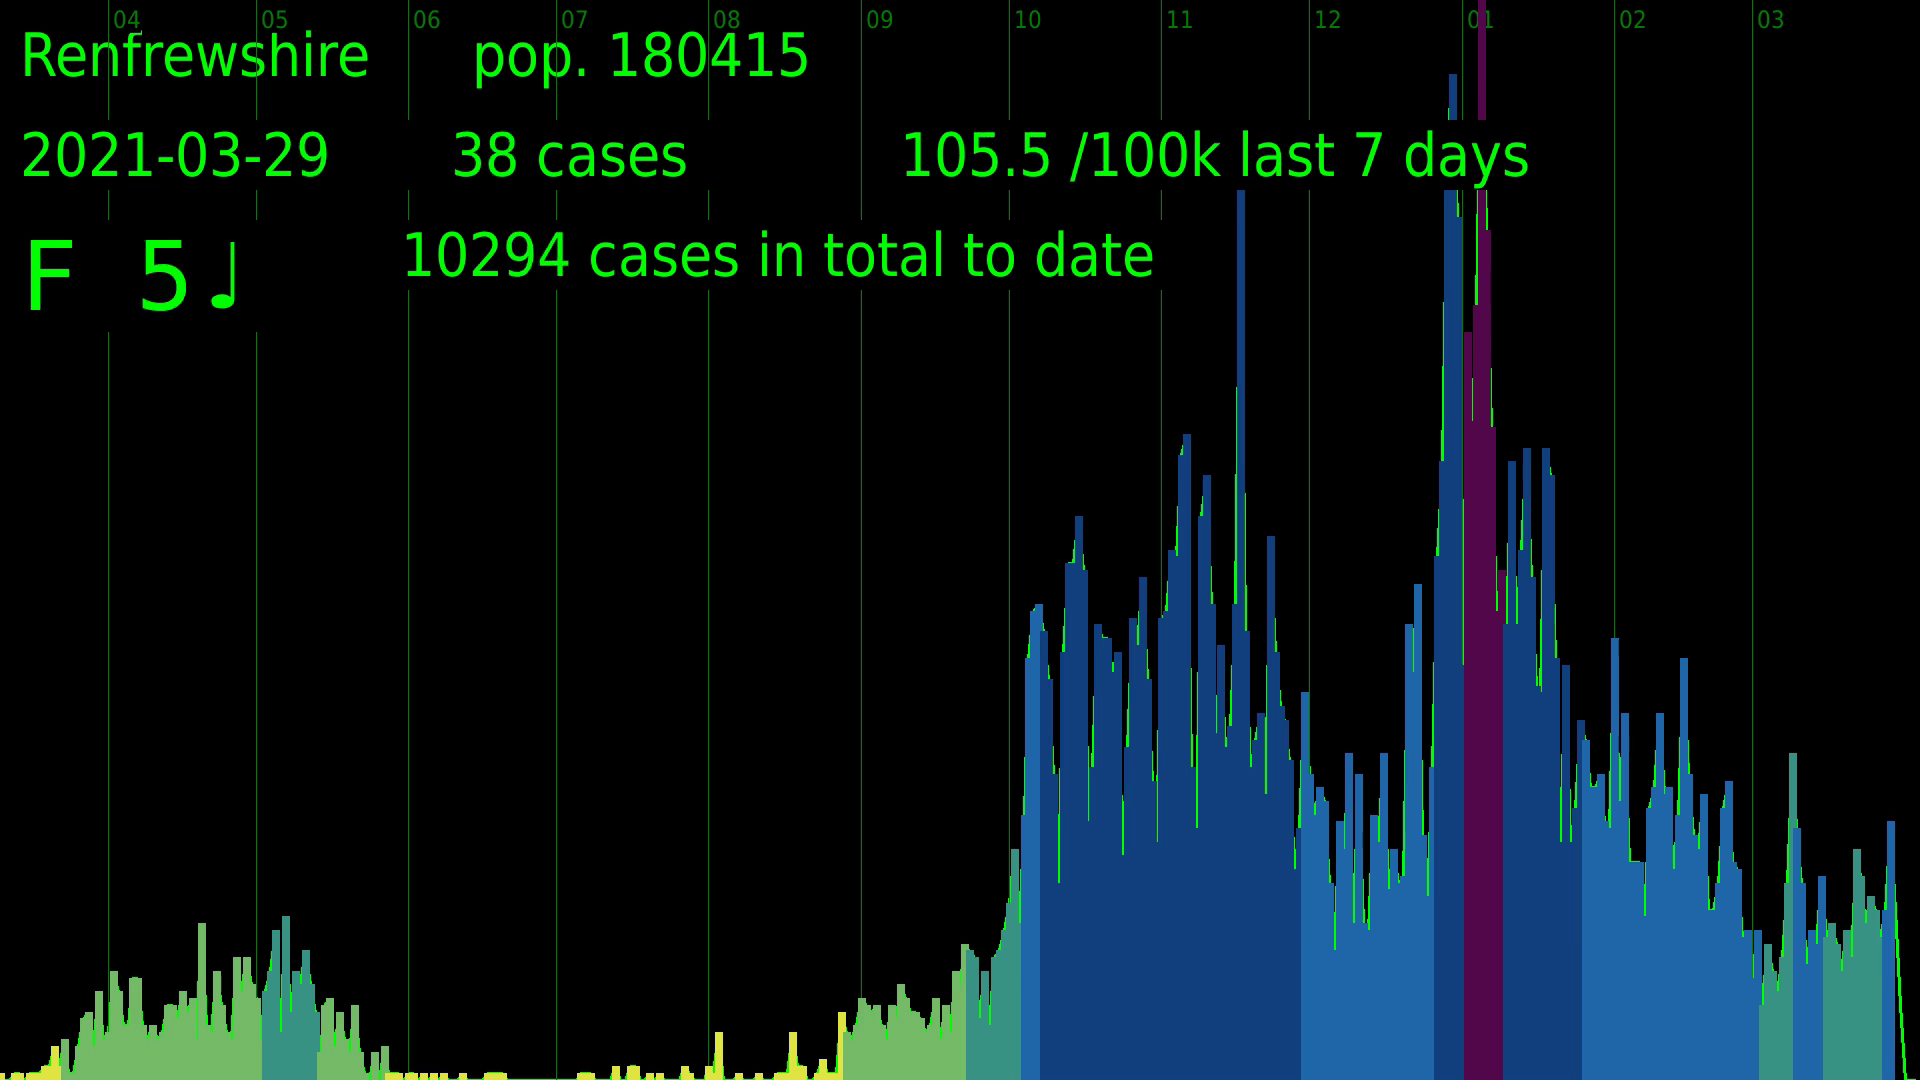 04 05 06 07 08 09 10 11 12 01 02 03
Renfrewshire pop. 180415
2021-03-29 38 cases 105.5 /100k last 7 days
F 5♩ 10294 cases in total to date